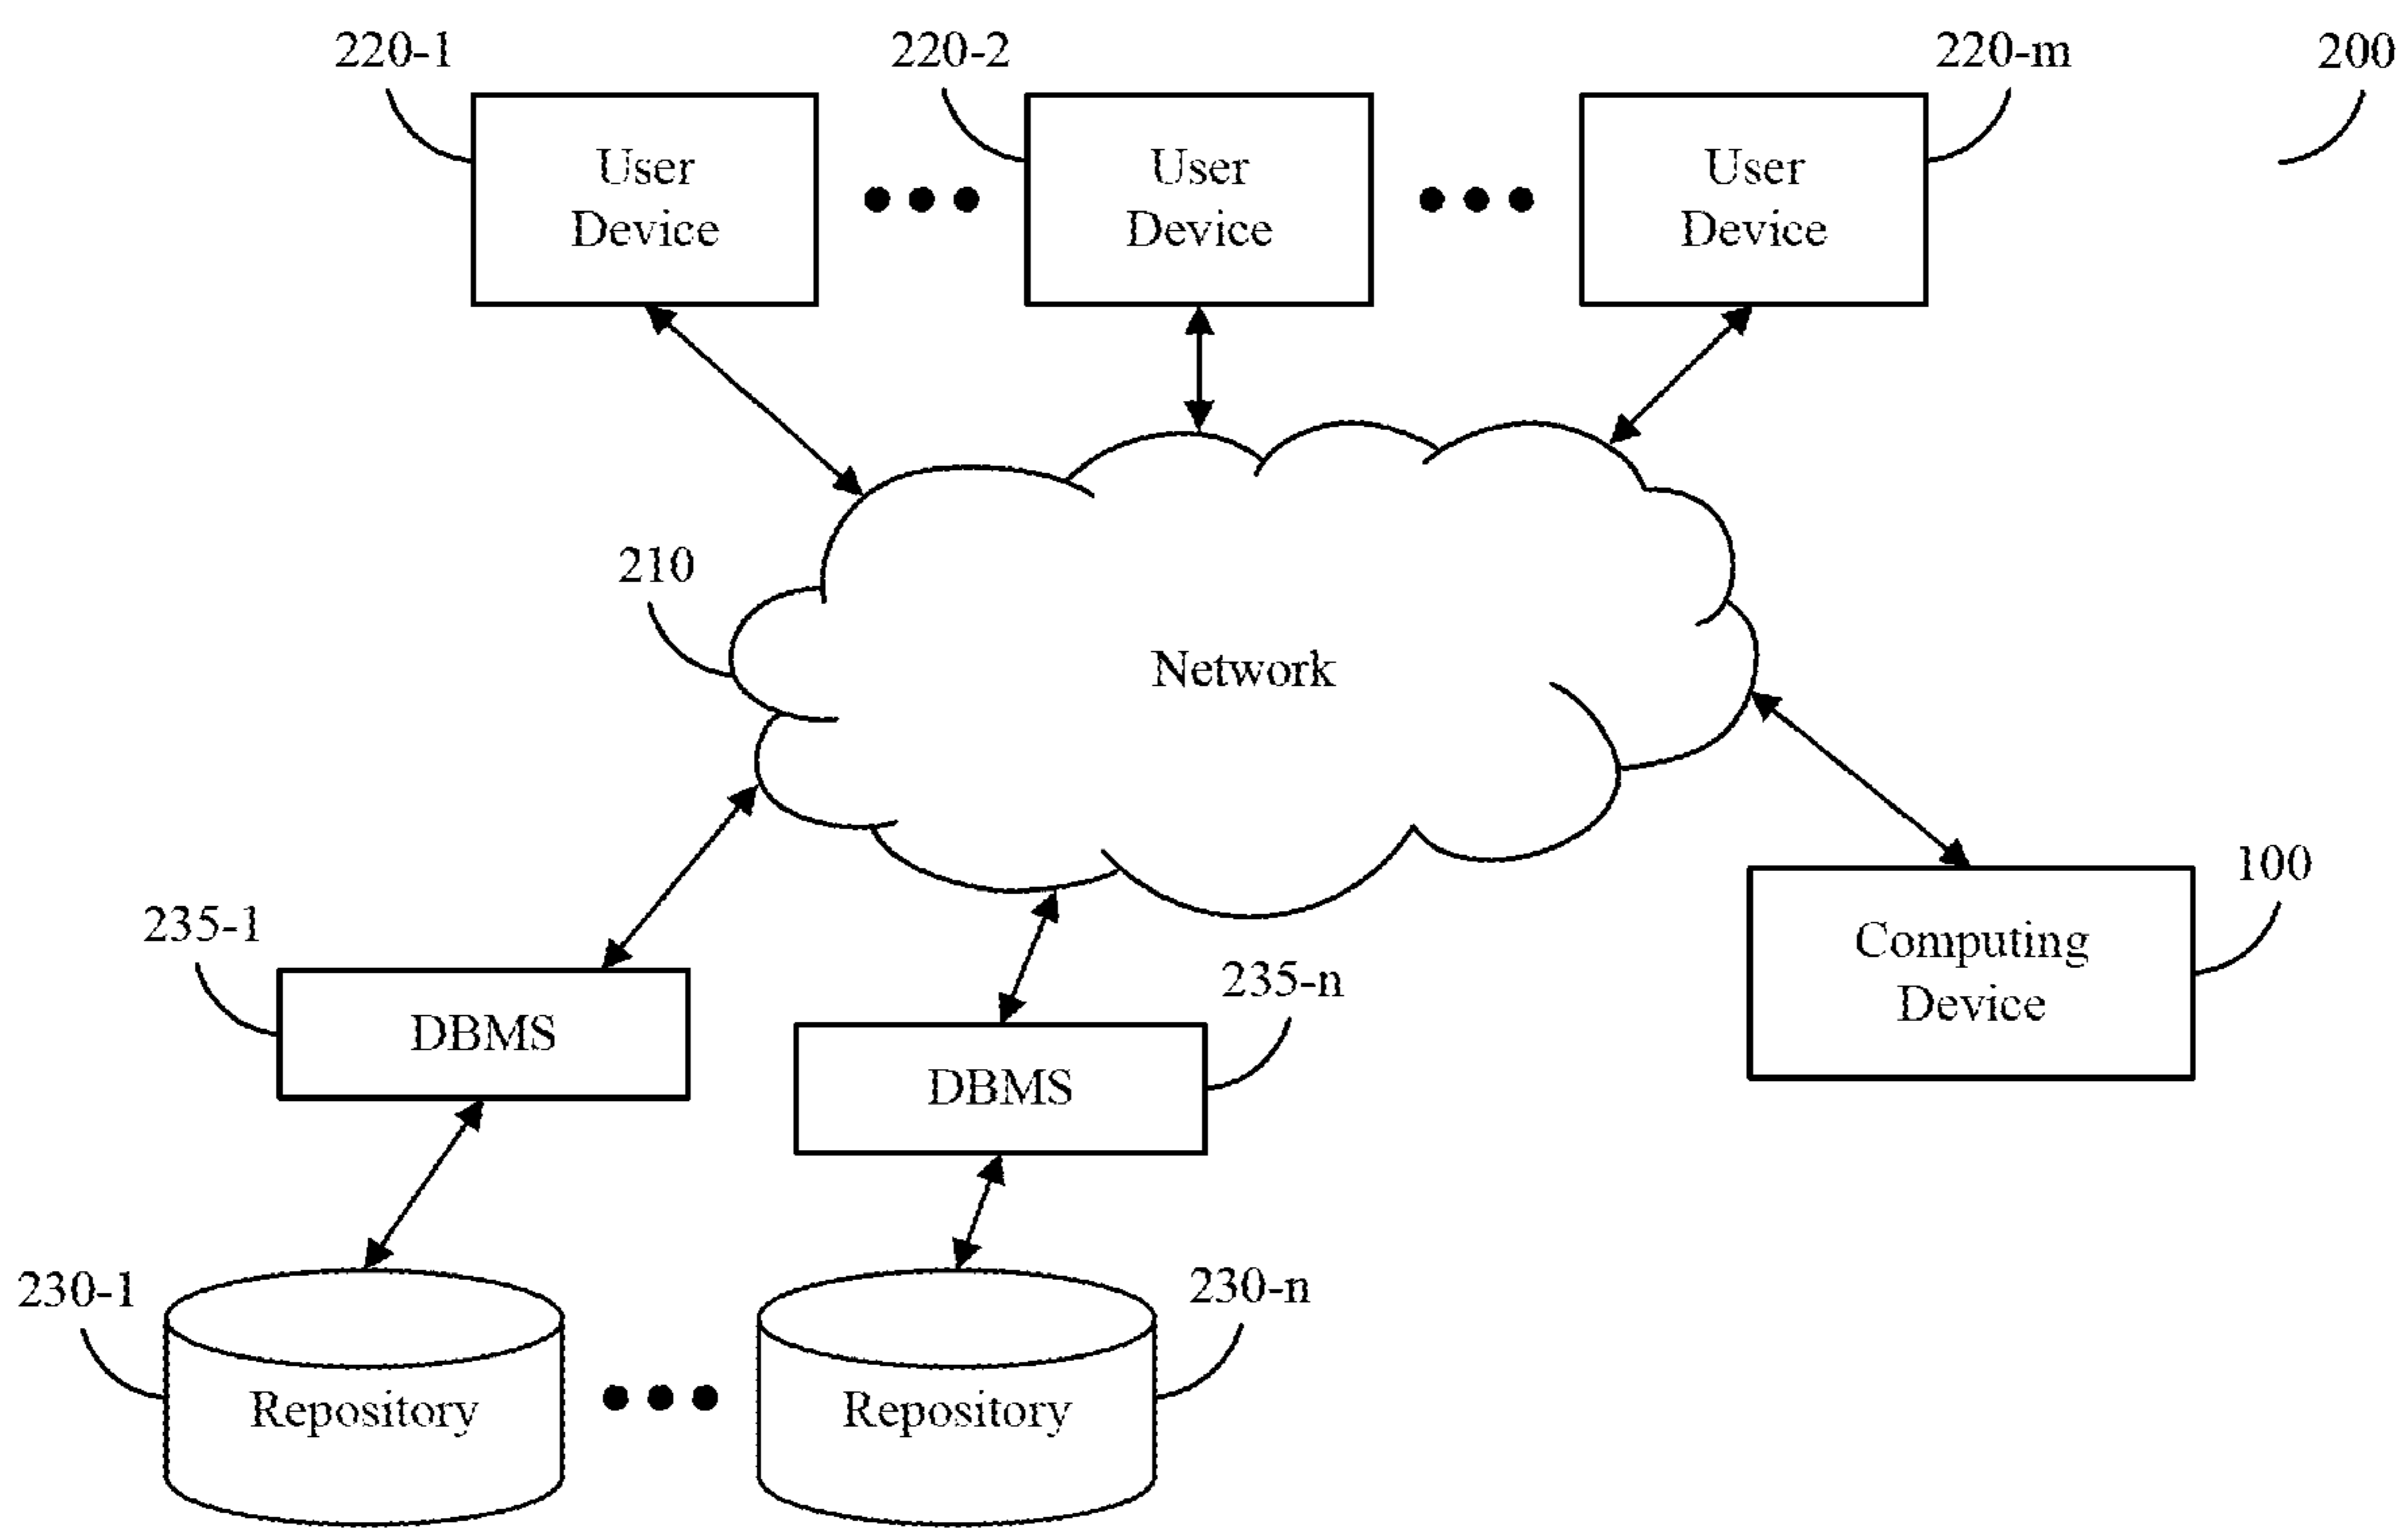 220-1
220-2
220-m
200
User
Device
User
Device
User
Device
210
Network
100
Computing
Device
235-1
DBMS
235-n
DBMS
230-1
Repository
230-n
Repository